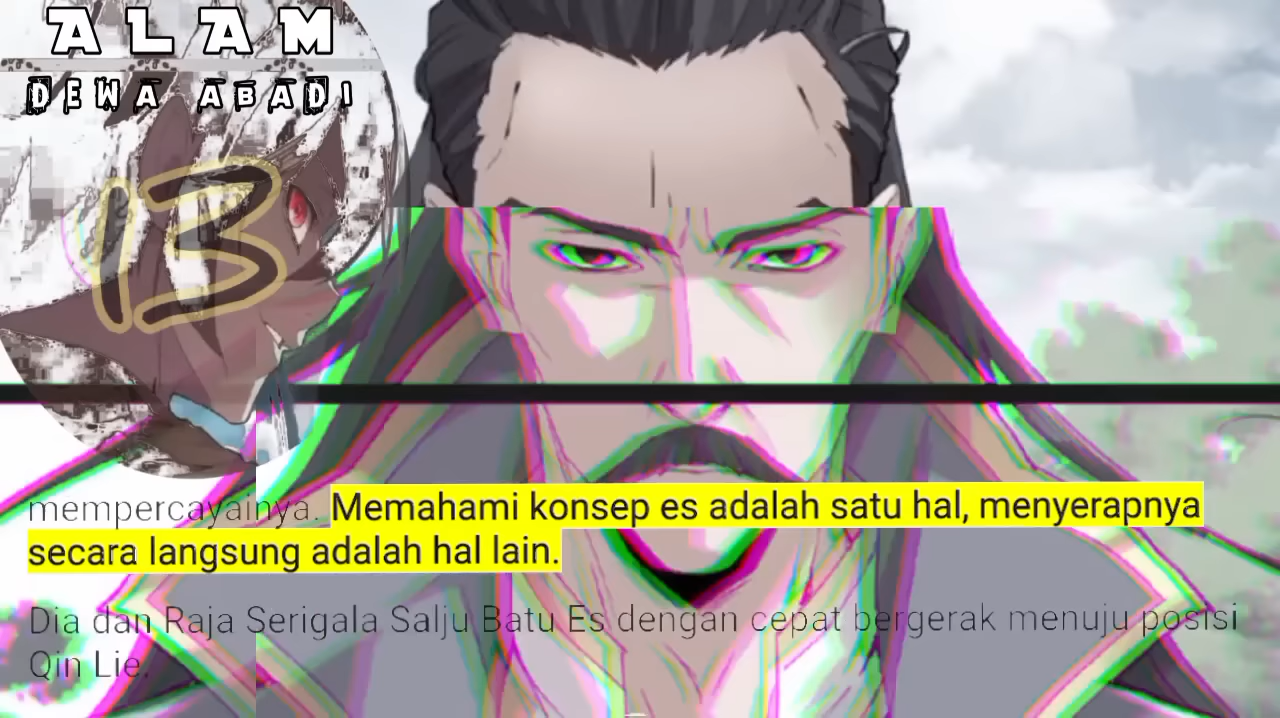 ALAM
DEWA ABADI
13
mempercayainya. Memahami konsep es adalah satu hal, menyerapnya
secara langsung adalah hal lain.
Dia dan Raja Serigala Salju Batu Es dengan cepat bergerak menuju posisi
Qin Lie.